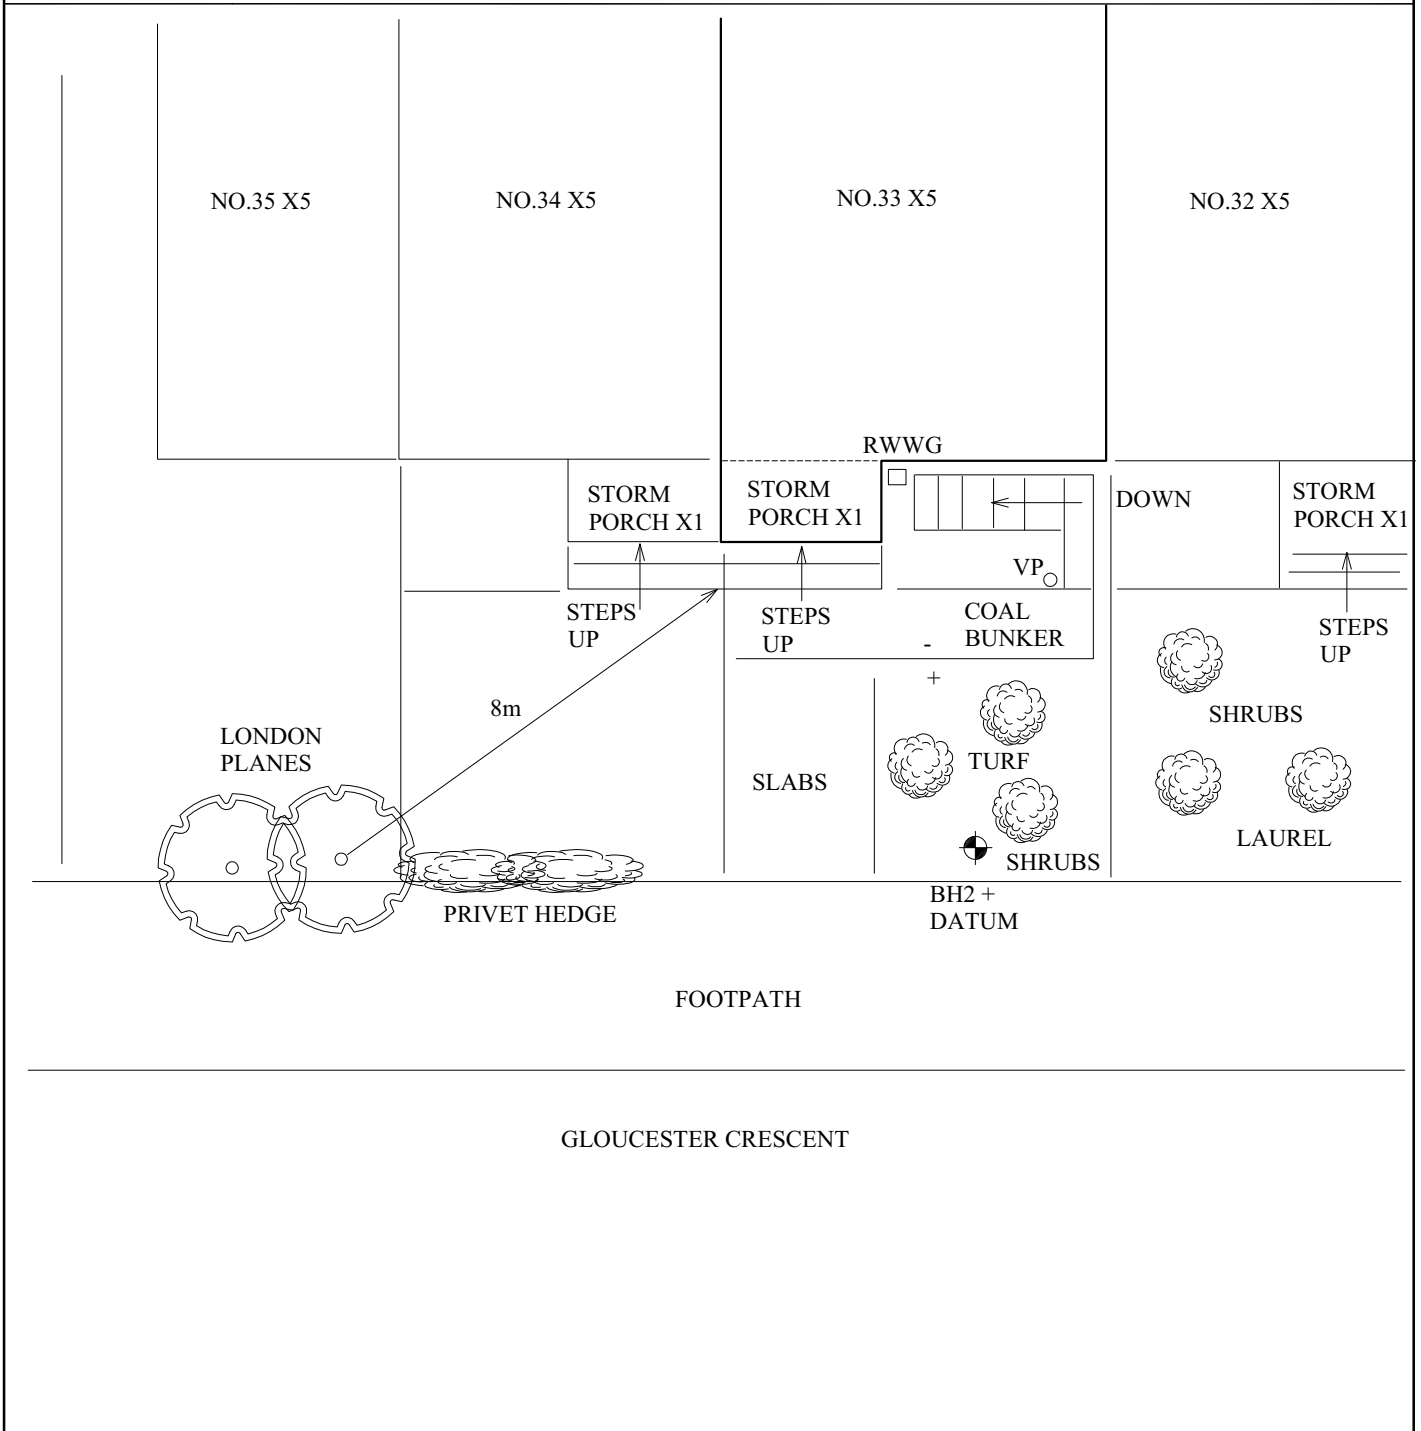 NO.35 X5
NO.34 X5
NO.33 X5
NO.32 X5
RWWG
STORM
PORCH X1
STORM
PORCH X1
DOWN
STORM
PORCH X1
VP
STEPS
UP
STEPS
UP
COAL
BUNKER
STEPS
UP
-
+
8m
SHRUBS
LONDON
PLANES
TURF
SLABS
LAUREL
SHRUBS
PRIVET HEDGE
BH2 +
DATUM
FOOTPATH
GLOUCESTER CRESCENT